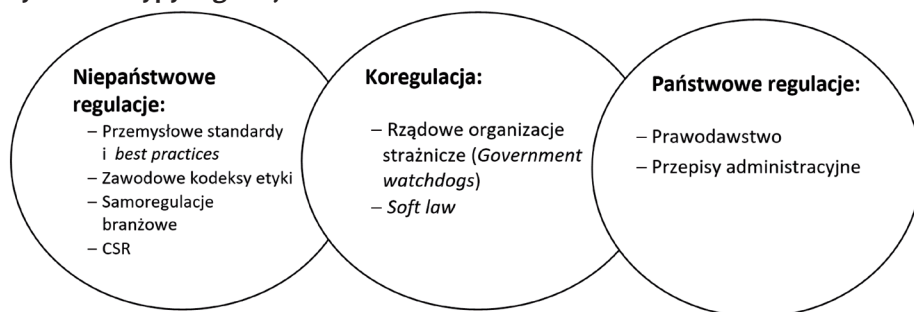 Niepaństwowe
regulacje:
– Przemysłowe standardy
i best practices
– Zawodowe kodeksy etyki
– Samoregulacje
branżowe
– CSR
Koregulacja:
– Rządowe organizacje
strażnicze (Government
watchdogs)
– Soft law
Państwowe regulacje:
– Prawodawstwo
– Przepisy administracyjne